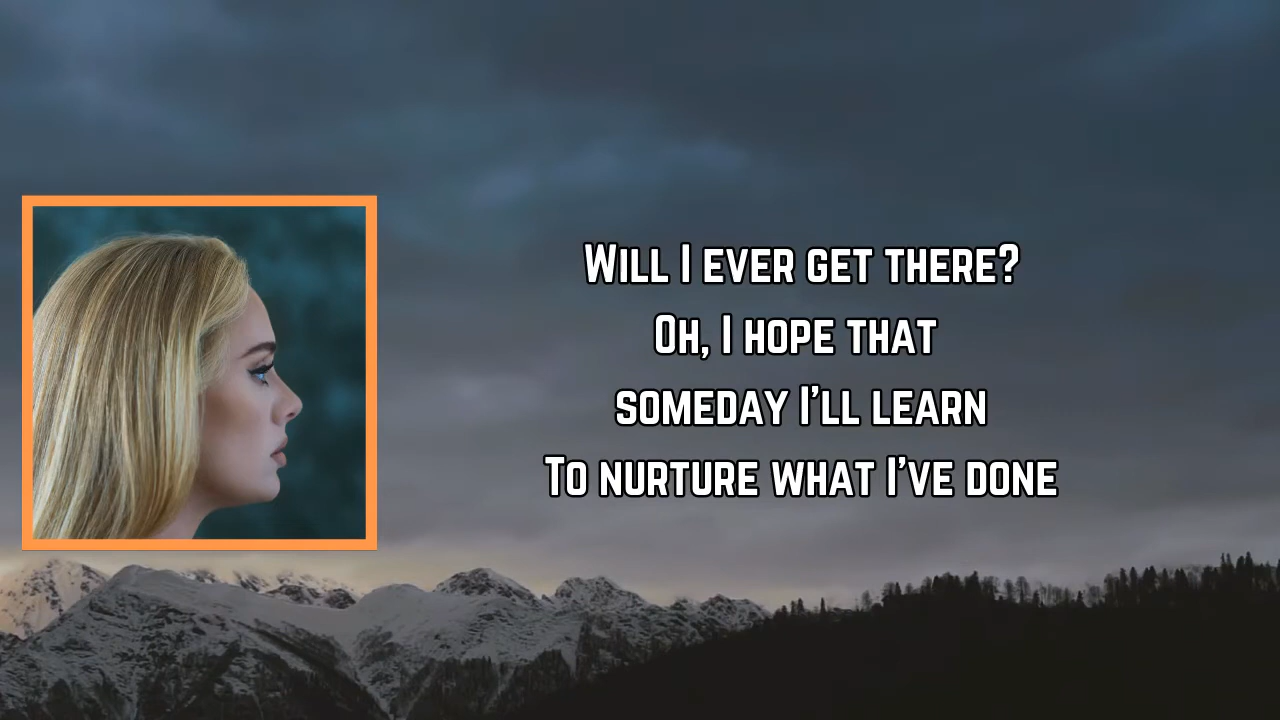 Will I ever get there?
Oh, I hope that
someday I'll learn
To nurture what I've done